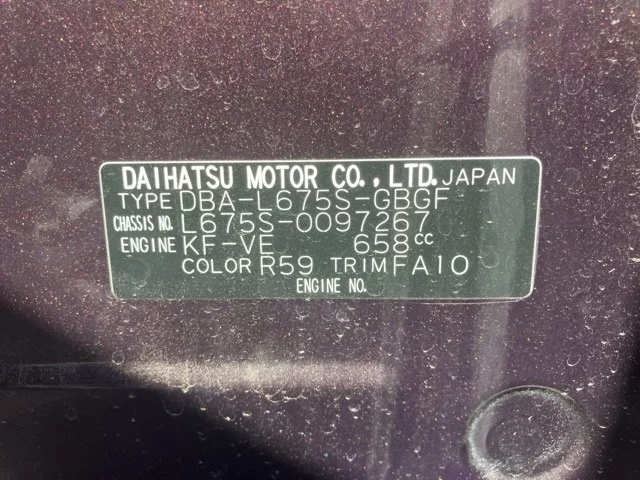 DAIHATSU MOTOR CO.,LTD. JAPAN
TYPE DBA-L675S-GBGF
CHASSIS NO. L675S-0097267
ENGINE KF-VE 658cc
COLOR R59 TRIM FA10
ENGINE NO.